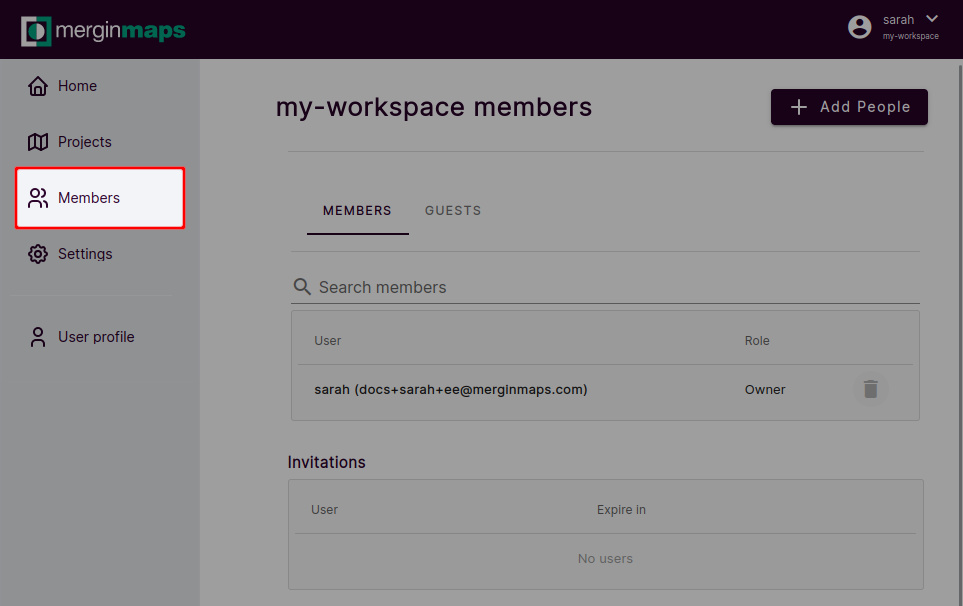 merginmaps
sarah
my-workspace
Home
Projects
Members
Settings
User profile
my-workspace members
Add People
MEMBERS GUESTS
Search members
User Role
sarah (docs+sarah+ee@merginmaps.com) Owner
Invitations
User Expire in
No users